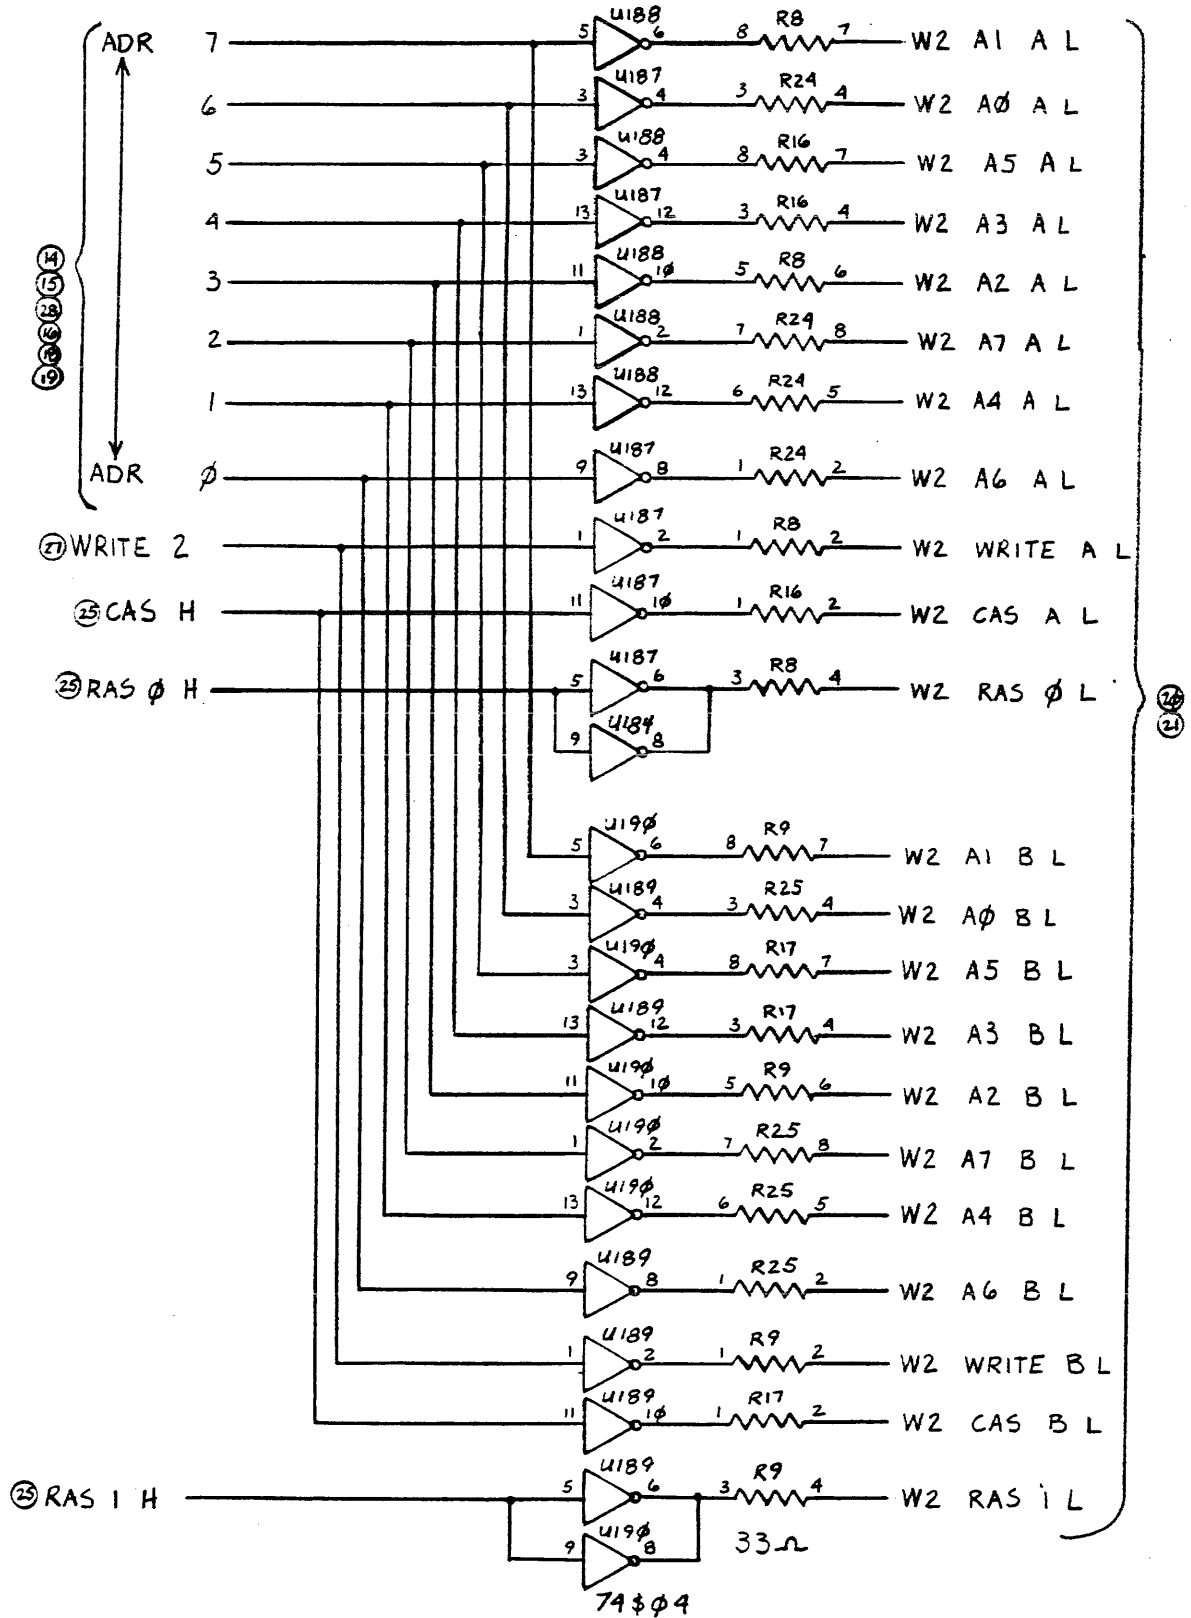 U188
ADR 7 5 6 8 R8 7 W2 A1 A L
U187
6 3 4 3 R24 4 W2 AØ A L
U188
5 3 4 8 R16 7 W2 A5 A L
U187
4 13 12 3 R16 4 W2 A3 A L
14
U188
15
3 11 1Ø 5 R8 6 W2 A2 A L
28
U188
16
2 1 2 7 R24 8 W2 A7 A L
19
U188
1 13 12 6 R24 5 W2 A4 A L
U187
ADR Ø 9 8 1 R24 2 W2 A6 A L
U187
27 WRITE 2 1 2 1 R8 2 W2 WRITE A L
U187
25 CAS H 11 1Ø 1 R16 2 W2 CAS A L
U187
25 RAS Ø H 5 6 3 R8 4 W2 RAS Ø L
2Ø
21
U184
9 8
U19Ø
5 6 8 R9 7 W2 A1 B L
U189
3 4 3 R25 4 W2 AØ B L
U19Ø
3 4 8 R17 7 W2 A5 B L
U189
13 12 3 R17 4 W2 A3 B L
U19Ø
11 1Ø 5 R9 6 W2 A2 B L
U19Ø
1 2 7 R25 8 W2 A7 B L
U19Ø
13 12 6 R25 5 W2 A4 B L
U189
9 8 1 R25 2 W2 A6 B L
U189
1 2 1 R9 2 W2 WRITE B L
U189
11 1Ø 1 R17 2 W2 CAS B L
U189
25 RAS 1 H 5 6 3 R9 4 W2 RAS 1 L
U19Ø
9 8 33Ω
74SØ4